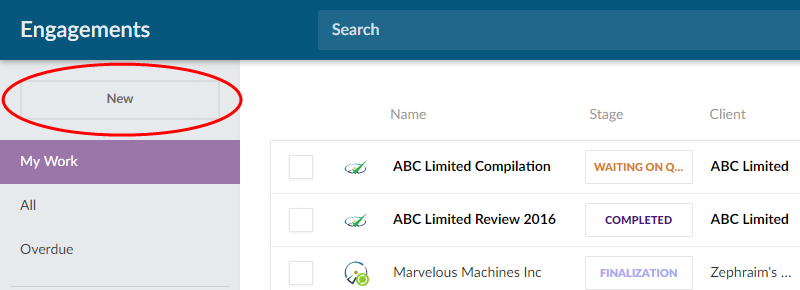 Engagements
Search
New
My Work
All
Overdue
Name Stage Client
ABC Limited Compilation WAITING ON Q... ABC Limited
ABC Limited Review 2016 COMPLETED ABC Limited
Marvelous Machines Inc FINALIZATION Zephraim's ...